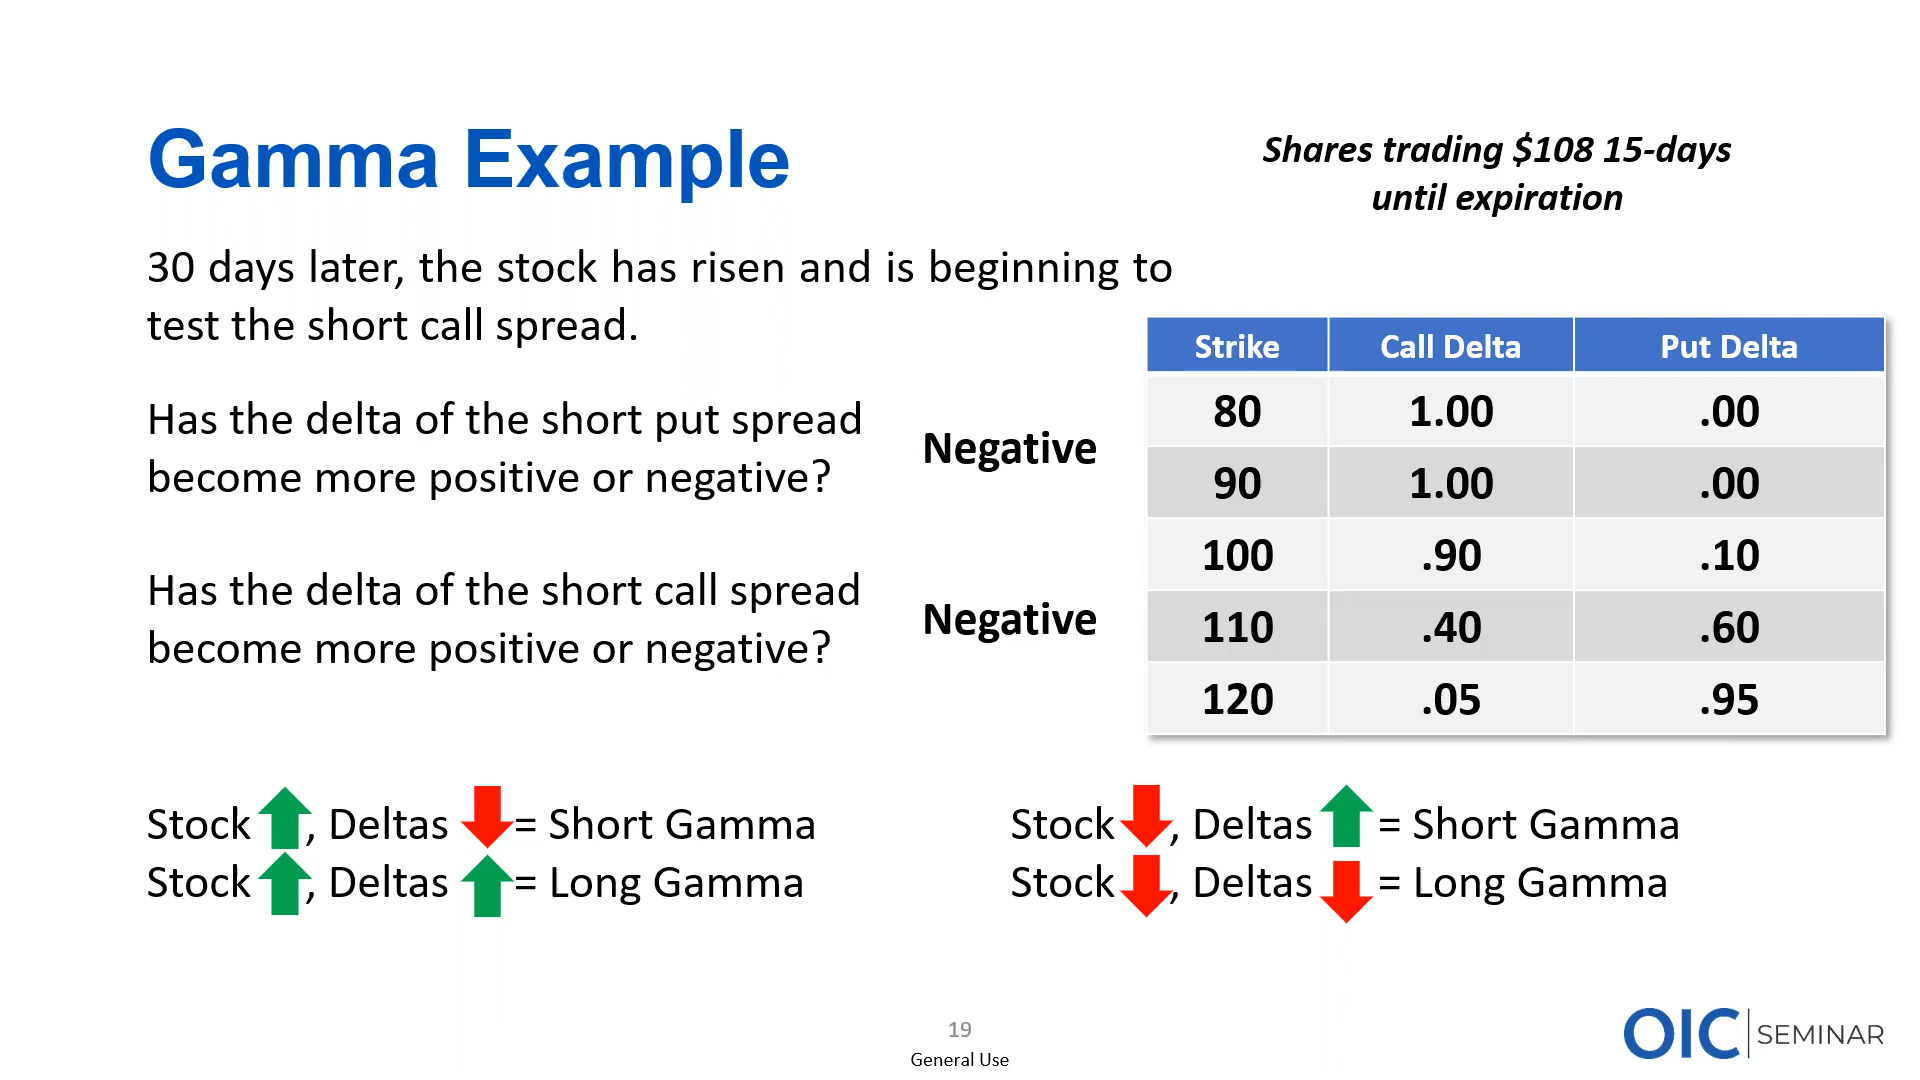 Gamma Example
Shares trading $108 15-days
until expiration
30 days later, the stock has risen and is beginning to
test the short call spread.
Has the delta of the short put spread
become more positive or negative?
Negative
Has the delta of the short call spread
become more positive or negative?
Negative
Strike Call Delta Put Delta
80 1.00 .00
90 1.00 .00
100 .90 .10
110 .40 .60
120 .05 .95
Stock , Deltas = Short Gamma
Stock , Deltas = Long Gamma
Stock , Deltas = Short Gamma
Stock , Deltas = Long Gamma
19
General Use
OIC SEMINAR